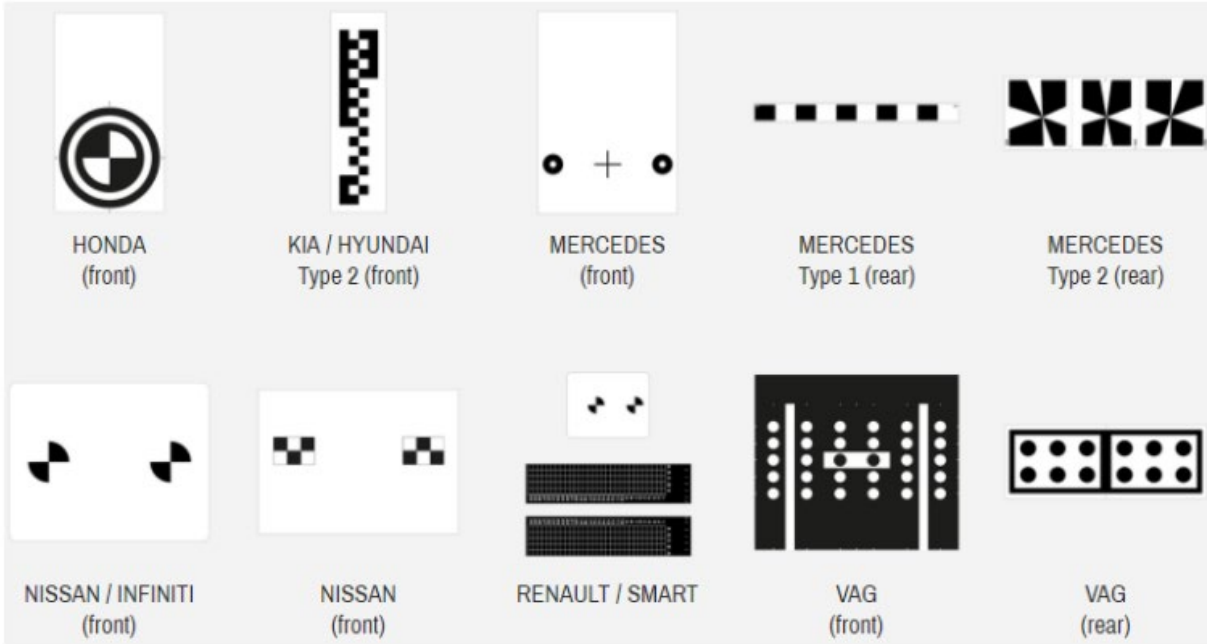 HONDA
(front)
KIA / HYUNDAI
Type 2 (front)
MERCEDES
(front)
MERCEDES
Type 1 (rear)
MERCEDES
Type 2 (rear)
NISSAN / INFINITI
(front)
NISSAN
(front)
RENAULT / SMART
VAG
(front)
VAG
(rear)